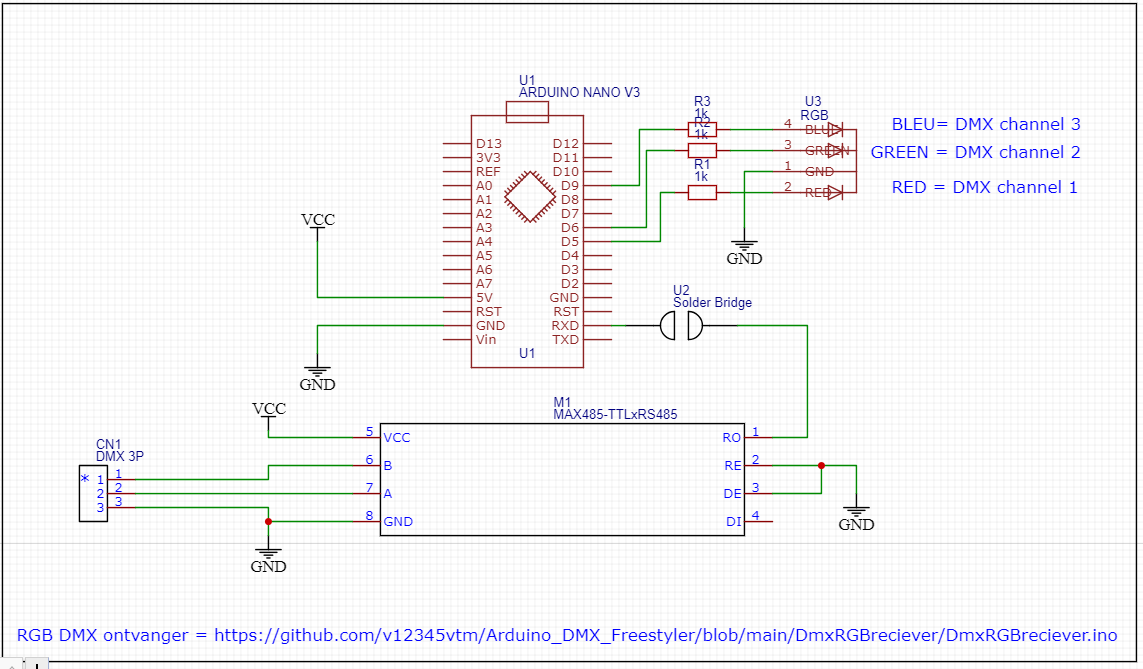 U1
ARDUINO NANO V3
D13 D12
3V3 D11
REF D10
A0 D9
A1 D8
A2 D7
A3 D6
A4 D5
A5 D4
A6 D3
A7 D2
5V GND
RST RST
GND RXD
Vin TXD
U1
R3
1k
R2
1k
R1
1k
U3
RGB
4 BLUE
3 GREEN
1 GND
2 RED
BLEU= DMX channel 3
GREEN = DMX channel 2
RED = DMX channel 1
GND
VCC
GND
U2
Solder Bridge
VCC
M1
MAX485-TTLxRS485
5 VCC RO 1
6 B RE 2
7 A DE 3
8 GND DI 4
CN1
DMX 3P
* 1 1
2 2
3 3
GND
GND
RGB DMX ontvanger = https://github.com/v12345vtm/Arduino_DMX_Freestyler/blob/main/DmxRGBreciever/DmxRGBreciever.ino